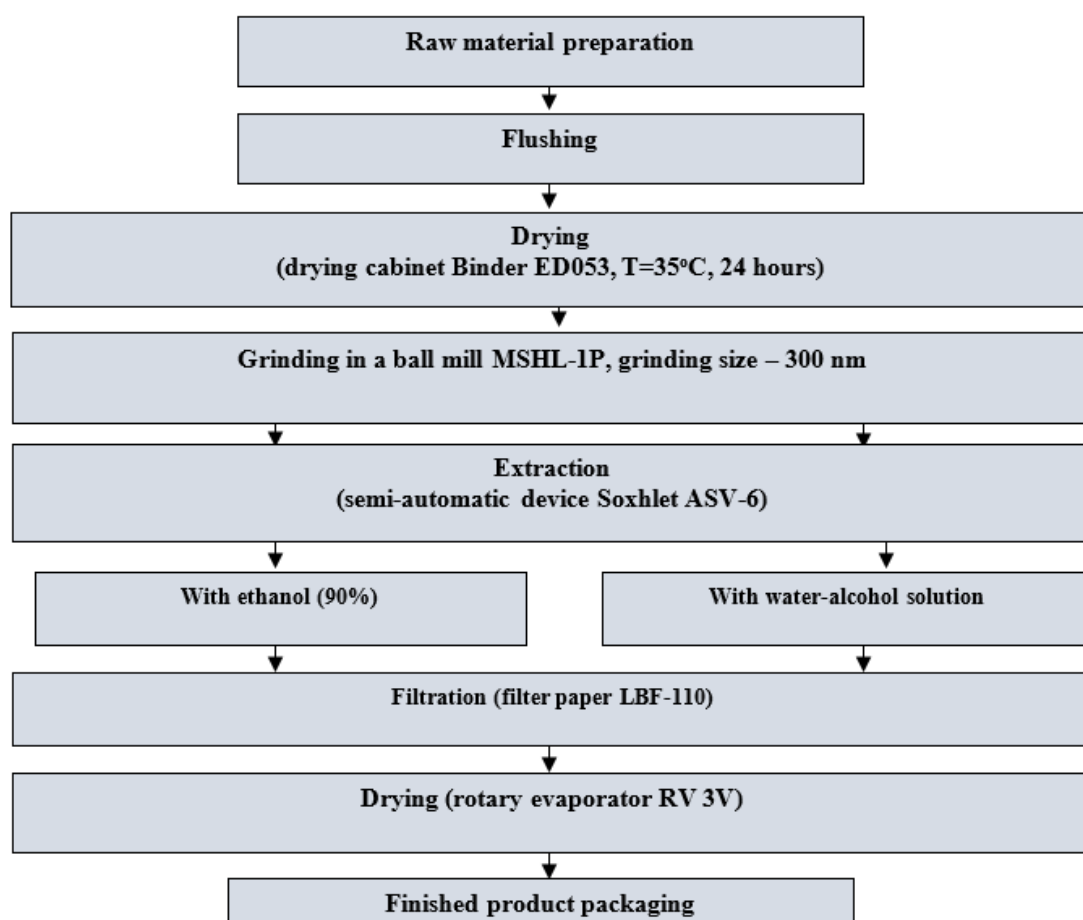 Raw material preparation
Flushing
Drying
(drying cabinet Binder ED053, T=35°C, 24 hours)
Grinding in a ball mill MSHL-1P, grinding size – 300 nm
Extraction
(semi-automatic device Soxhlet ASV-6)
With ethanol (90%)
With water-alcohol solution
Filtration (filter paper LBF-110)
Drying (rotary evaporator RV 3V)
Finished product packaging